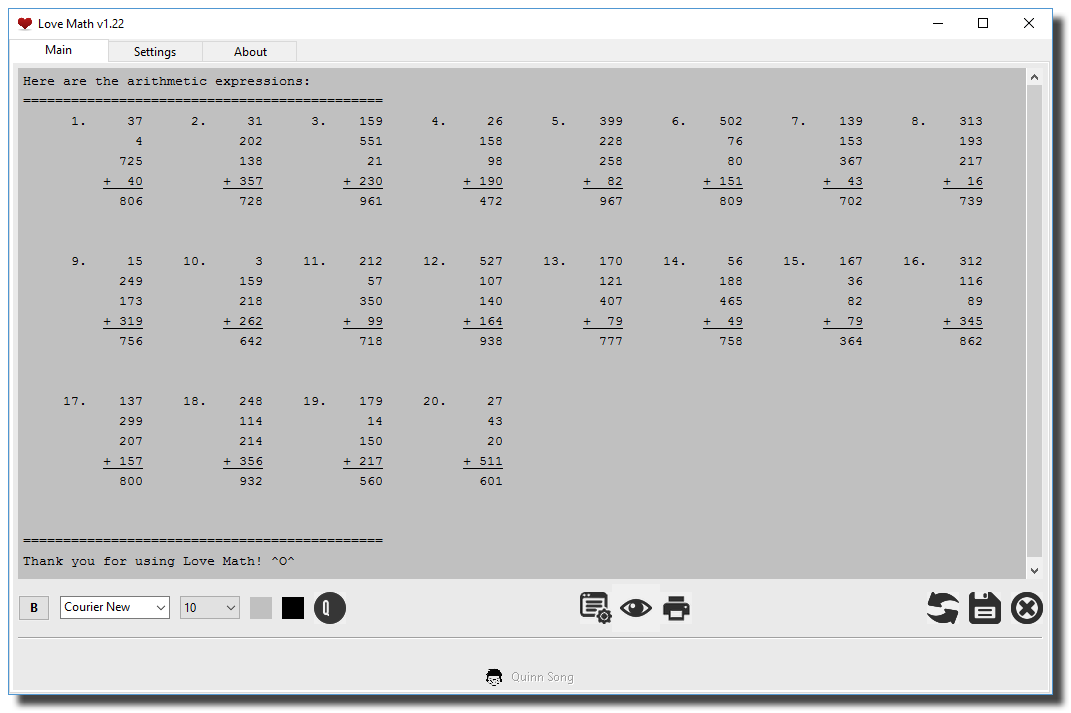 Love Math v1.22
Main Settings About
Here are the arithmetic expressions:
=============================================
1. 37 2. 31 3. 159 4. 26 5. 399 6. 502 7. 139 8. 313
4 202 551 158 228 76 153 193
725 138 21 98 258 80 367 217
+ 40 + 357 + 230 + 190 + 82 + 151 + 43 + 16
806 728 961 472 967 809 702 739
9. 15 10. 3 11. 212 12. 527 13. 170 14. 56 15. 167 16. 312
249 159 57 107 121 188 36 116
173 218 350 140 407 465 82 89
+ 319 + 262 + 99 + 164 + 79 + 49 + 79 + 345
756 642 718 938 777 758 364 862
17. 137 18. 248 19. 179 20. 27
299 114 14 43
207 214 150 20
+ 157 + 356 + 217 + 511
800 932 560 601
=============================================
Thank you for using Love Math! ^O^
B Courier New 10 Q
Quinn Song